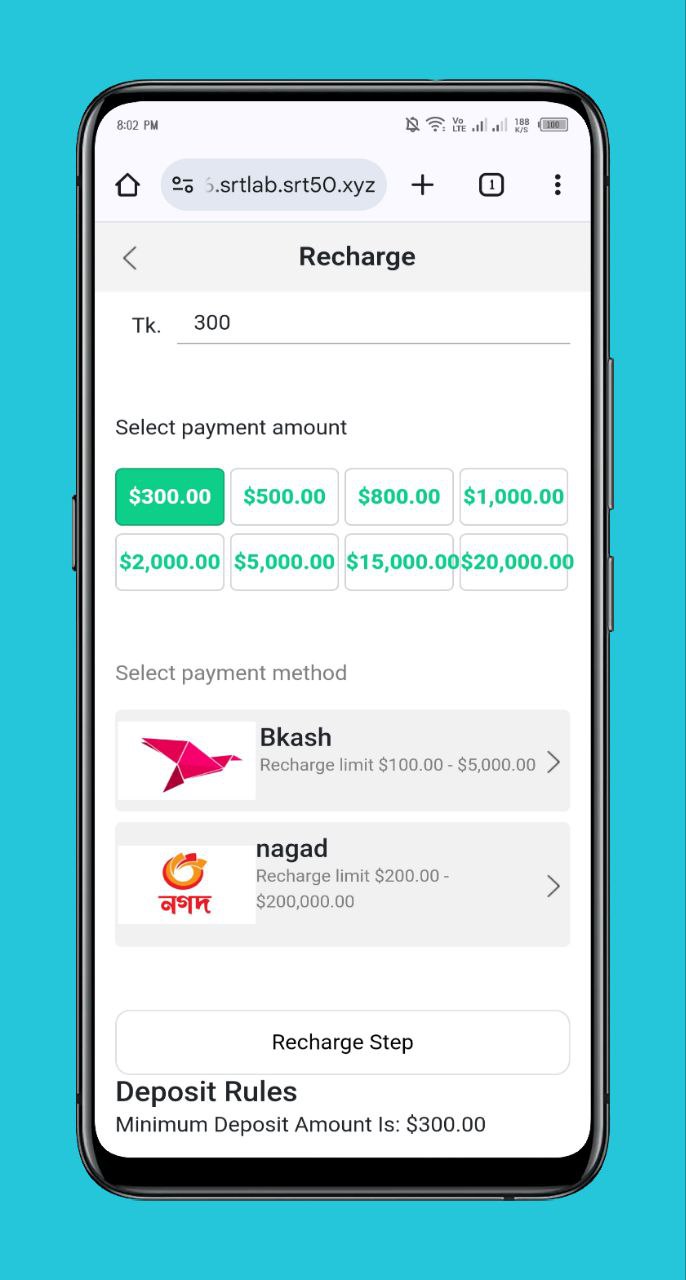 8:02 PM
Vo LTE 188 K/S 100
.srtlab.srt50.xyz
1
Recharge
Tk. 300
Select payment amount
$300.00 $500.00 $800.00 $1,000.00
$2,000.00 $5,000.00 $15,000.00 $20,000.00
Select payment method
Bkash
Recharge limit $100.00 - $5,000.00
nagad
Recharge limit $200.00 -
$200,000.00
নগদ
Recharge Step
Deposit Rules
Minimum Deposit Amount Is: $300.00